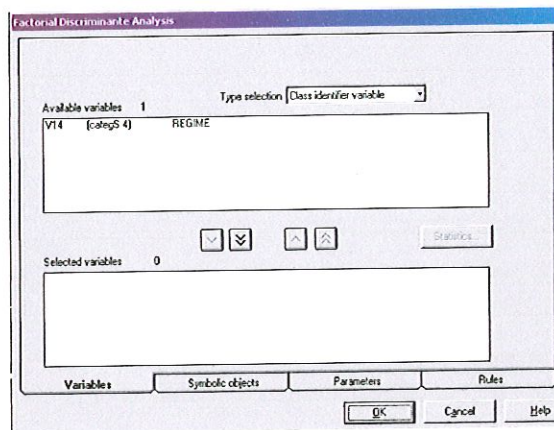 Factorial Discriminante Analysis
Type selection Class identifier variable
Available variables 1
V14 (categS 4) REGIME
Statistics...
Selected variables 0
Variables Symbolic objects Parameters Rules
OK Cancel Help